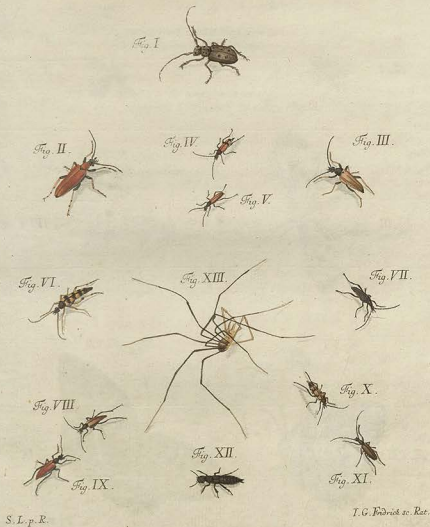 Fig. I
Fig. II.
Fig. IV.
Fig. III.
Fig. V.
Fig. VI.
Fig. XIII.
Fig. VII.
Fig. X.
Fig. VIII
Fig. IX.
Fig. XII
Fig. XI.
S. L. p. R.
I. G. Fridrich sc. Rat.